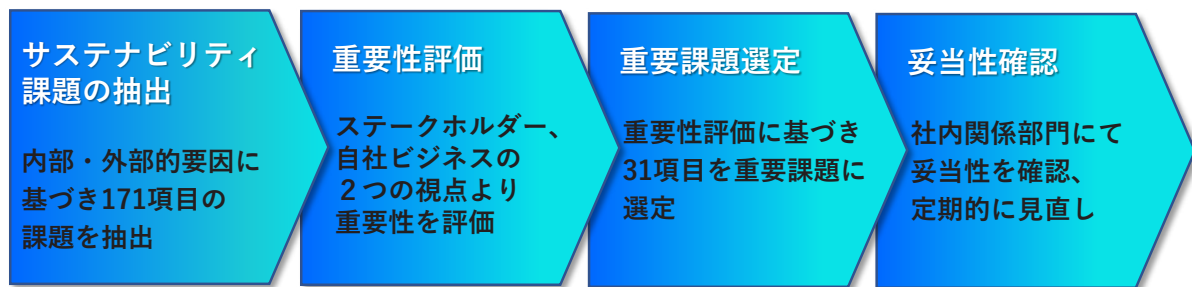 サステナビリティ
課題の抽出
内部・外部的要因に
基づき171項目の
課題を抽出
重要性評価
ステークホルダー、
自社ビジネスの
２つの視点より
重要性を評価
重要課題選定
重要性評価に基づき
31項目を重要課題に
選定
妥当性確認
社内関係部門にて
妥当性を確認、
定期的に見直し